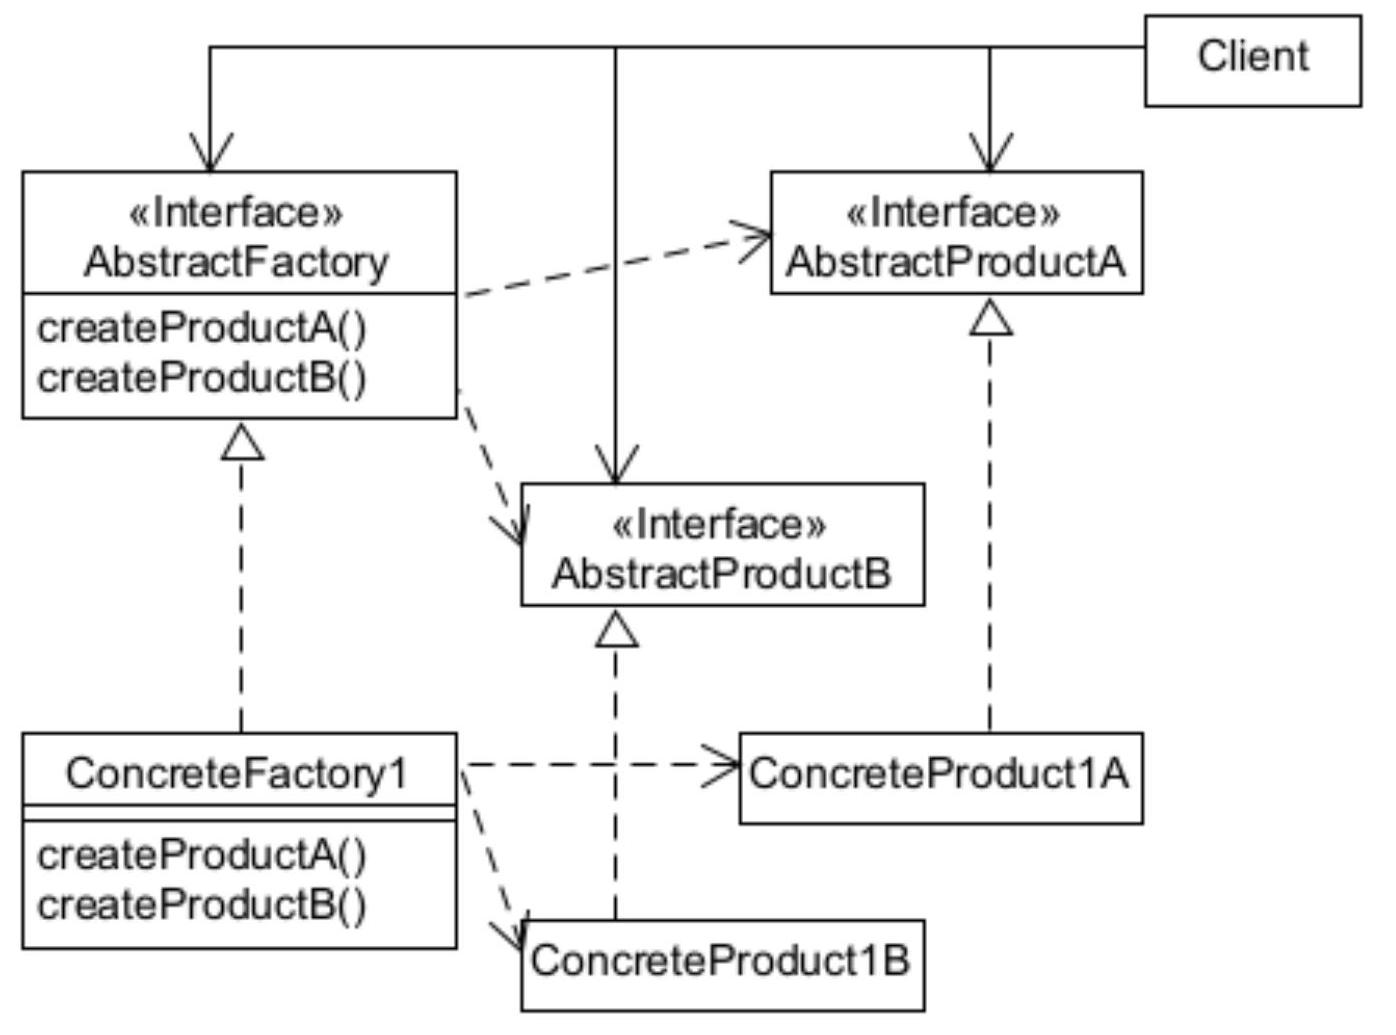 Client
«Interface»
AbstractFactory
createProductA()
createProductB()
«Interface»
AbstractProductA
«Interface»
AbstractProductB
ConcreteFactory1
createProductA()
createProductB()
ConcreteProduct1A
ConcreteProduct1B